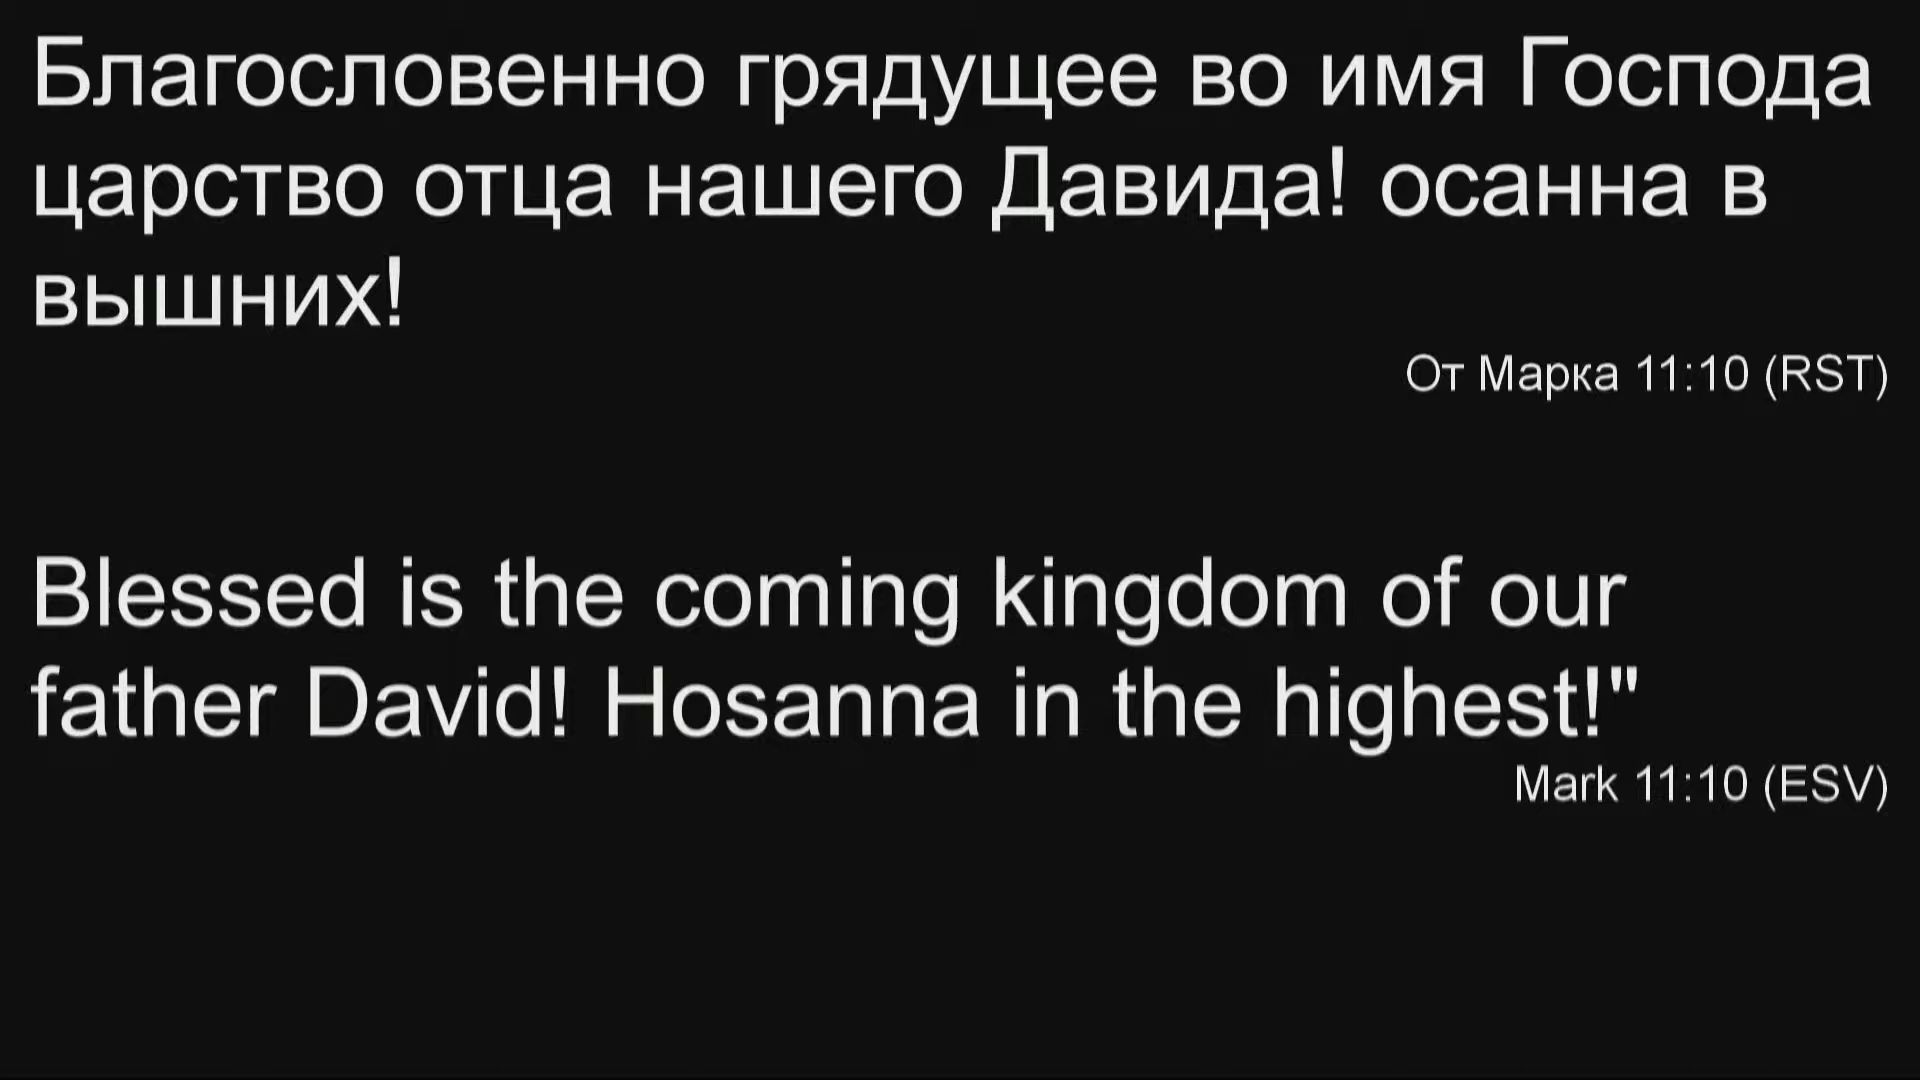 Благословенно грядущее во имя Господа
царство отца нашего Давида! осанна в
вышних!
От Марка 11:10 (RST)
Blessed is the coming kingdom of our
father David! Hosanna in the highest!"
Mark 11:10 (ESV)